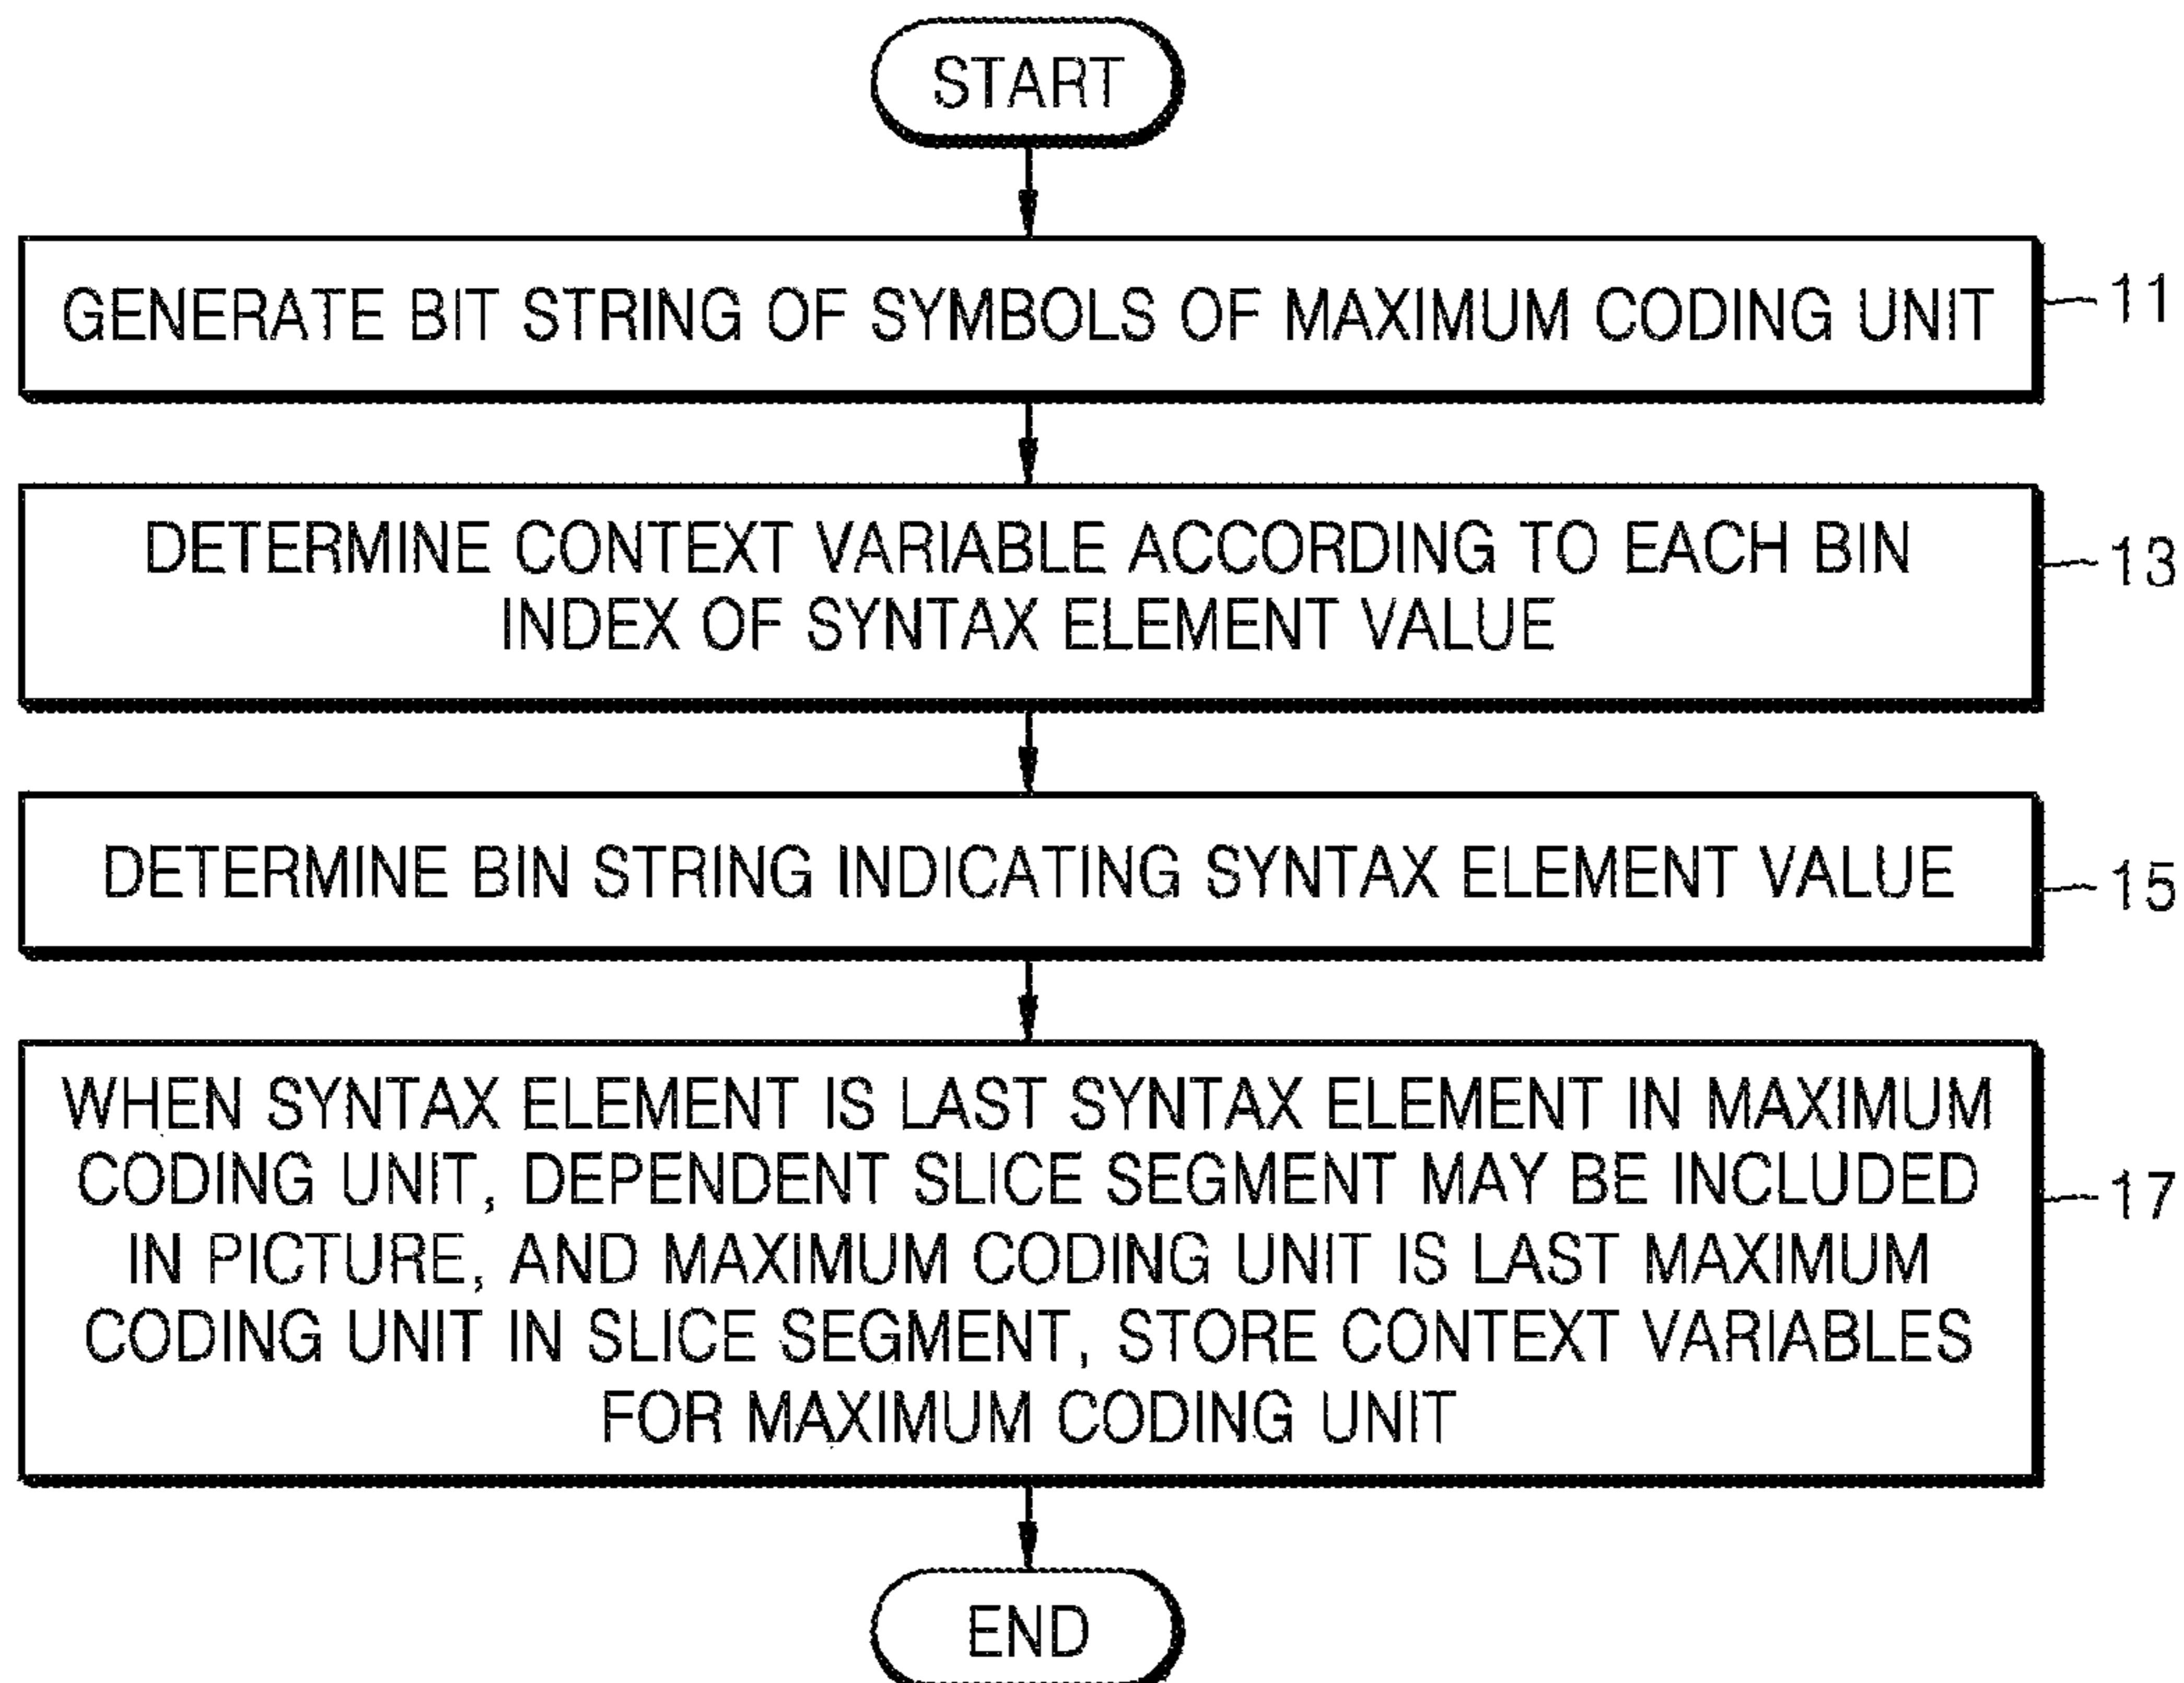 START
GENERATE BIT STRING OF SYMBOLS OF MAXIMUM CODING UNIT
11
DETERMINE CONTEXT VARIABLE ACCORDING TO EACH BIN
INDEX OF SYNTAX ELEMENT VALUE
13
DETERMINE BIN STRING INDICATING SYNTAX ELEMENT VALUE
15
WHEN SYNTAX ELEMENT IS LAST SYNTAX ELEMENT IN MAXIMUM
CODING UNIT, DEPENDENT SLICE SEGMENT MAY BE INCLUDED
IN PICTURE, AND MAXIMUM CODING UNIT IS LAST MAXIMUM
CODING UNIT IN SLICE SEGMENT, STORE CONTEXT VARIABLES
FOR MAXIMUM CODING UNIT
17
END